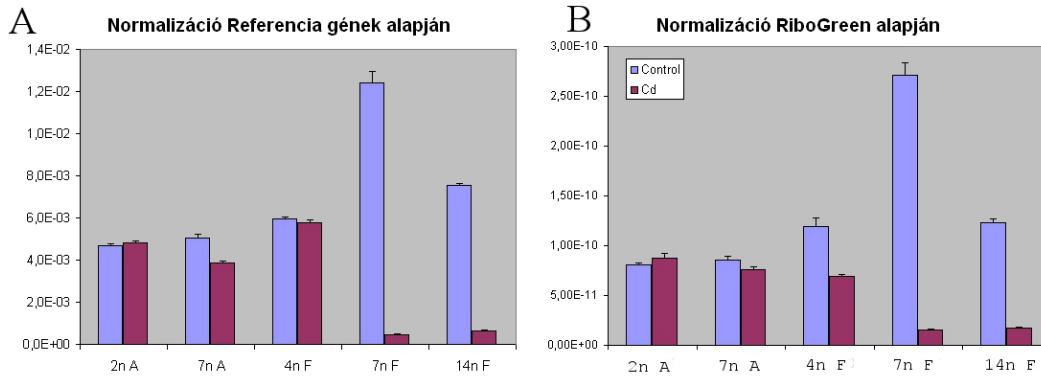 A
Normalizáció Referencia gének alapján
1,4E-02
1,2E-02
1,0E-02
8,0E-03
6,0E-03
4,0E-03
2,0E-03
0,0E+00
2n A
7n A
4n F
7n F
14n F
B
Normalizáció RiboGreen alapján
3,00E-10
2,50E-10
2,00E-10
1,50E-10
1,00E-10
5,00E-11
0,00E+00
Control
Cd
2n A
7n A
4n F
7n F
14n F